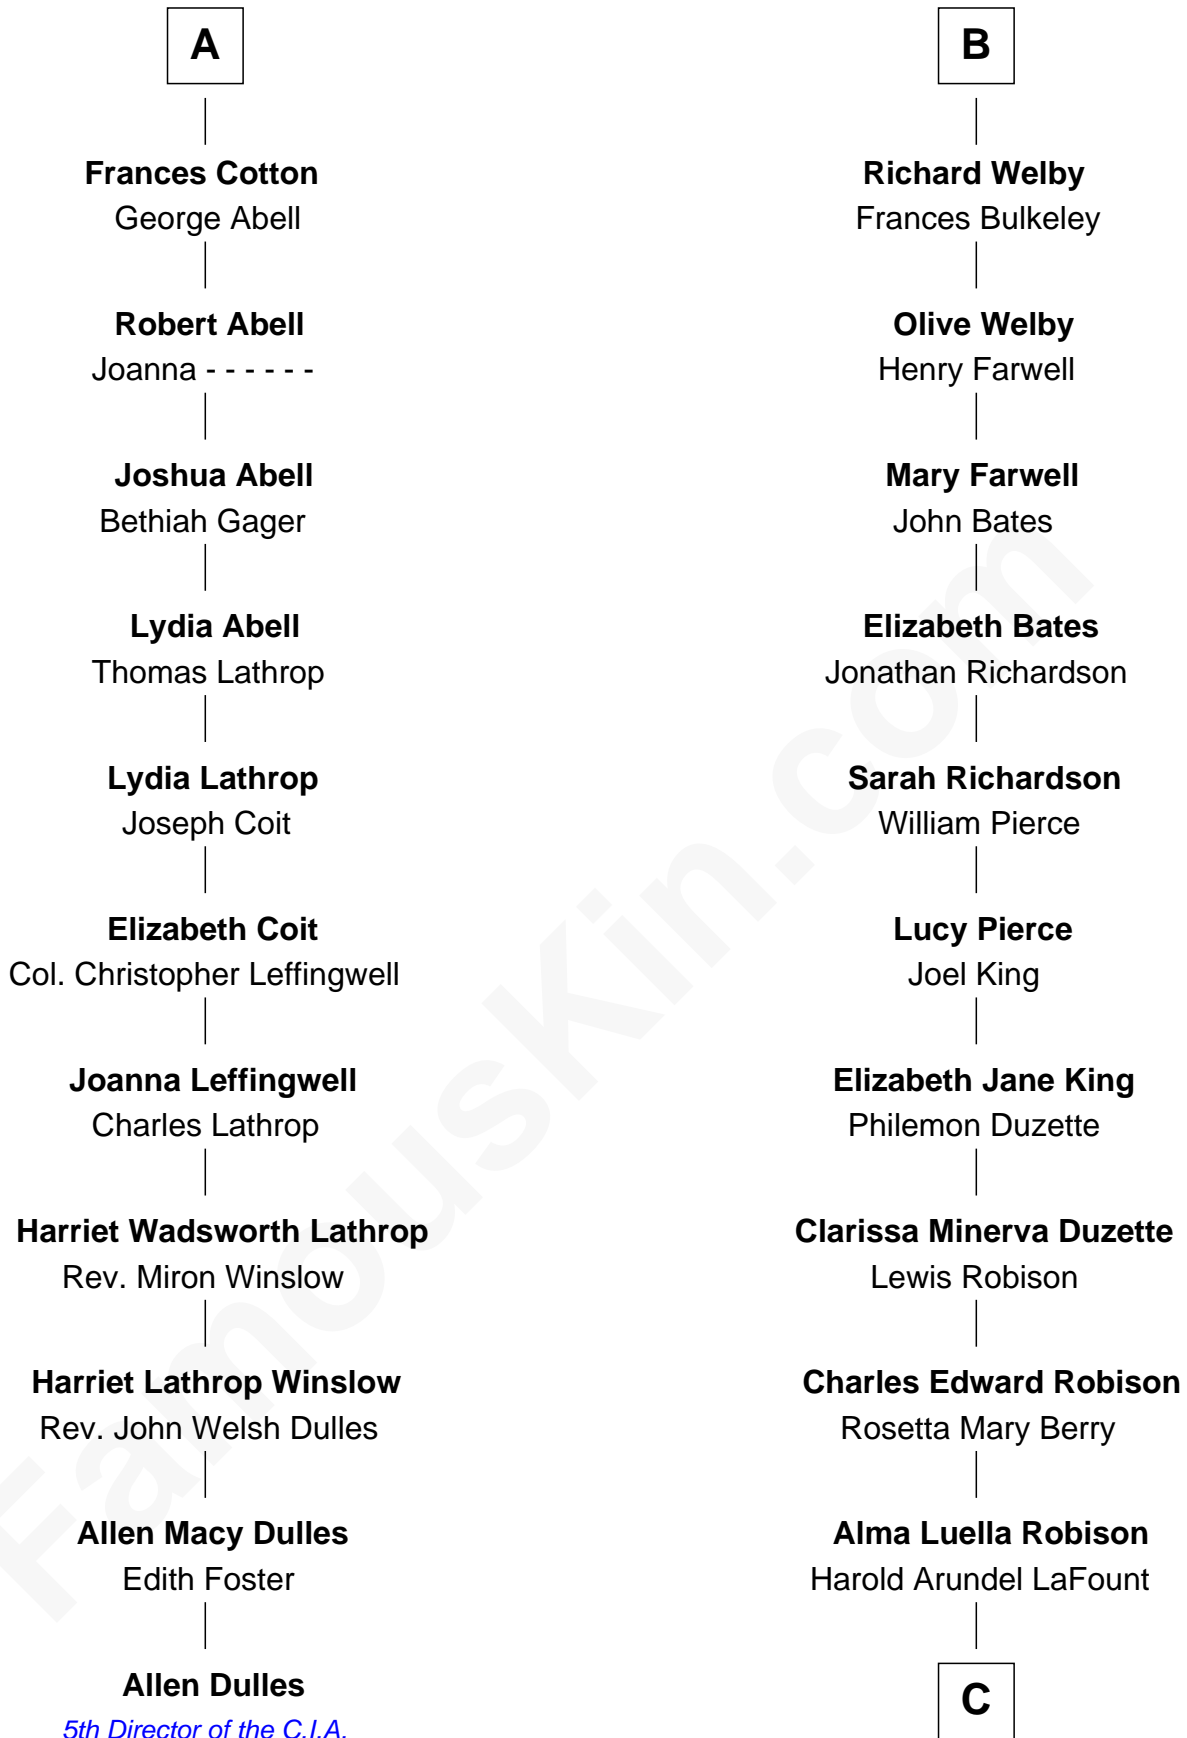 A
Frances Cotton
George Abell
Robert Abell
Joanna - - - - - -
Joshua Abell
Bethiah Gager
Lydia Abell
Thomas Lathrop
Lydia Lathrop
Joseph Coit
Elizabeth Coit
Col. Christopher Leffingwell
Joanna Leffingwell
Charles Lathrop
Harriet Wadsworth Lathrop
Rev. Miron Winslow
Harriet Lathrop Winslow
Rev. John Welsh Dulles
Allen Macy Dulles
Edith Foster
Allen Dulles
5th Director of the C.I.A.
B
Richard Welby
Frances Bulkeley
Olive Welby
Henry Farwell
Mary Farwell
John Bates
Elizabeth Bates
Jonathan Richardson
Sarah Richardson
William Pierce
Lucy Pierce
Joel King
Elizabeth Jane King
Philemon Duzette
Clarissa Minerva Duzette
Lewis Robison
Charles Edward Robison
Rosetta Mary Berry
Alma Luella Robison
Harold Arundel LaFount
C
FamousKin.com